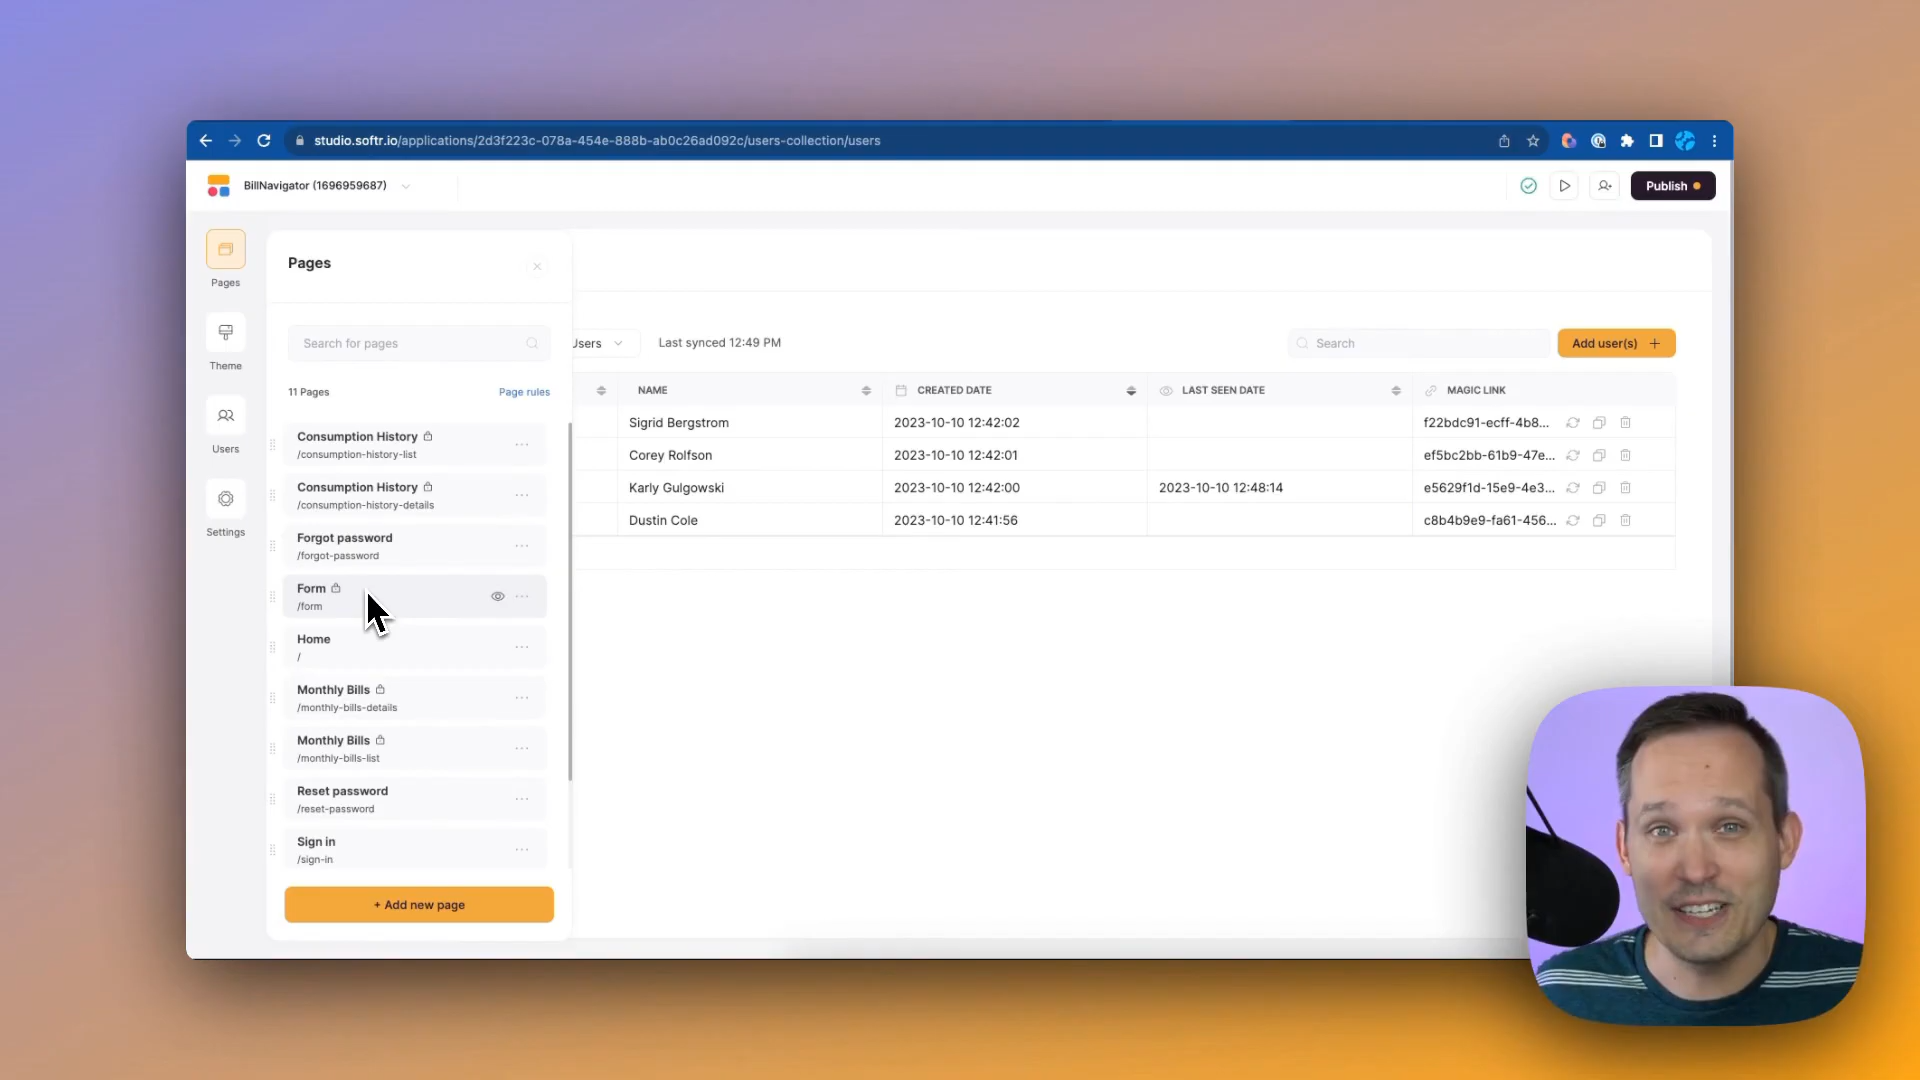 studio.softr.io/applications/2d3f223c-078a-454e-888b-ab0c26ad092c/users-collection/users
BillNavigator (1696959687)
Publish
Pages
Theme
Users
Settings
Pages
Search for pages
11 Pages
Page rules
Consumption History
/consumption-history-list
Consumption History
/consumption-history-details
Forgot password
/forgot-password
Form
/form
Home
/
Monthly Bills
/monthly-bills-details
Monthly Bills
/monthly-bills-list
Reset password
/reset-password
Sign in
/sign-in
+ Add new page
Users
Last synced 12:49 PM
Search
Add user(s) +
NAME CREATED DATE LAST SEEN DATE MAGIC LINK
Sigrid Bergstrom 2023-10-10 12:42:02 f22bdc91-ecff-4b8...
Corey Rolfson 2023-10-10 12:42:01 ef5bc2bb-61b9-47e...
Karly Gulgowski 2023-10-10 12:42:00 2023-10-10 12:48:14 e5629f1d-15e9-4e3...
Dustin Cole 2023-10-10 12:41:56 c8b4b9e9-fa61-456...